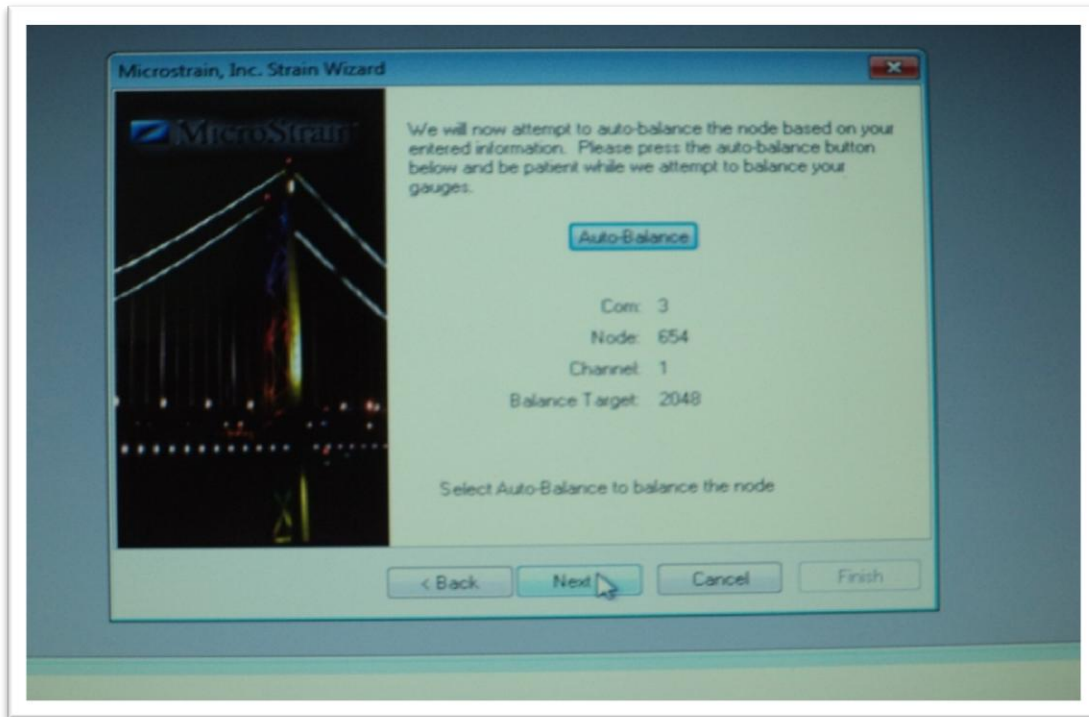 Microstrain, Inc. Strain Wizard
MicroStrain
We will now attempt to auto-balance the node based on your
entered information. Please press the auto-balance button
below and be patient while we attempt to balance your
gauges.
Auto-Balance
Com: 3
Node: 654
Channel: 1
Balance Target: 2048
Select Auto-Balance to balance the node
< Back Next Cancel Finish